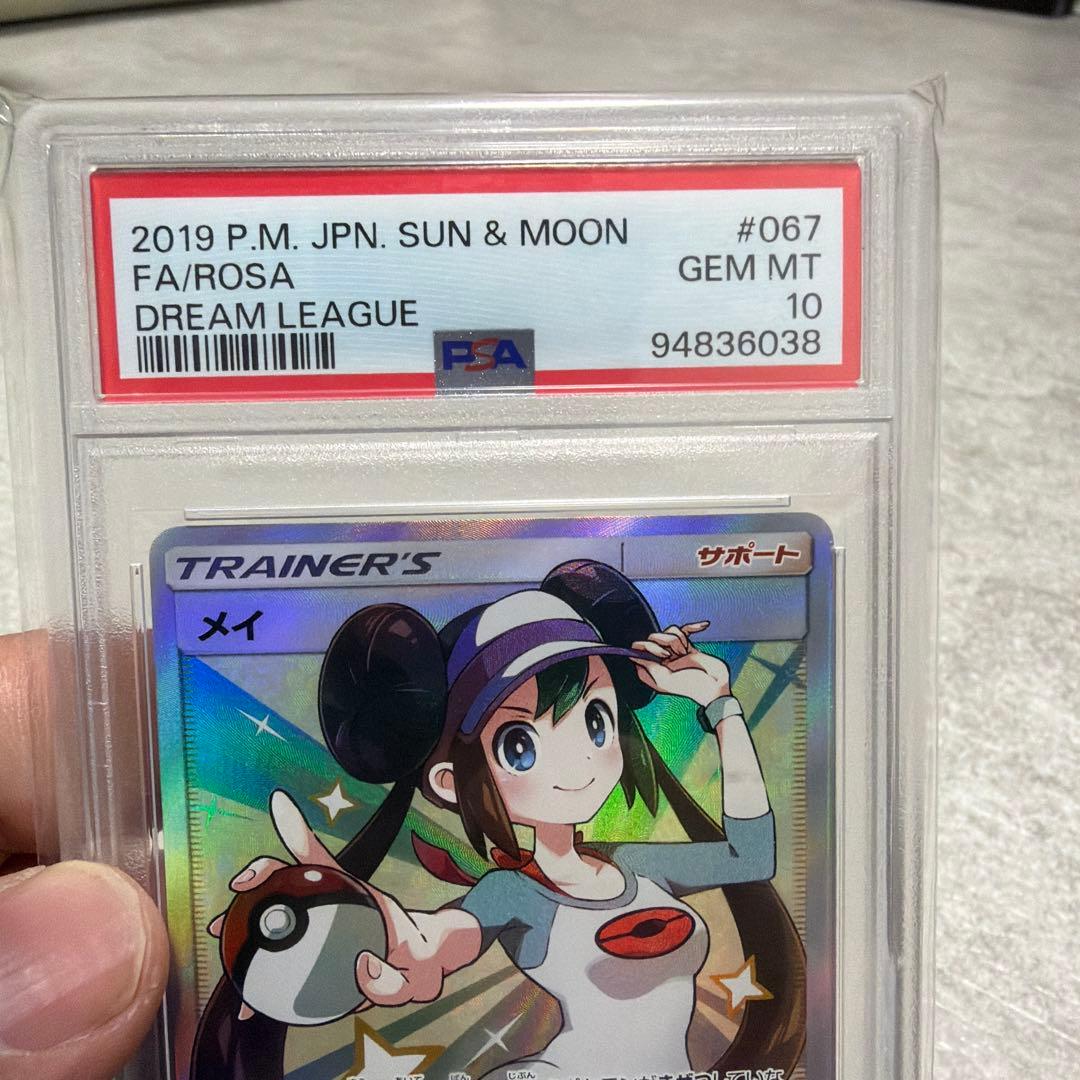 2019 P.M. JPN. SUN & MOON #067
FA/ROSA GEM MT
DREAM LEAGUE 10
PSA 94836038
TRAINER'S サポート
メイ